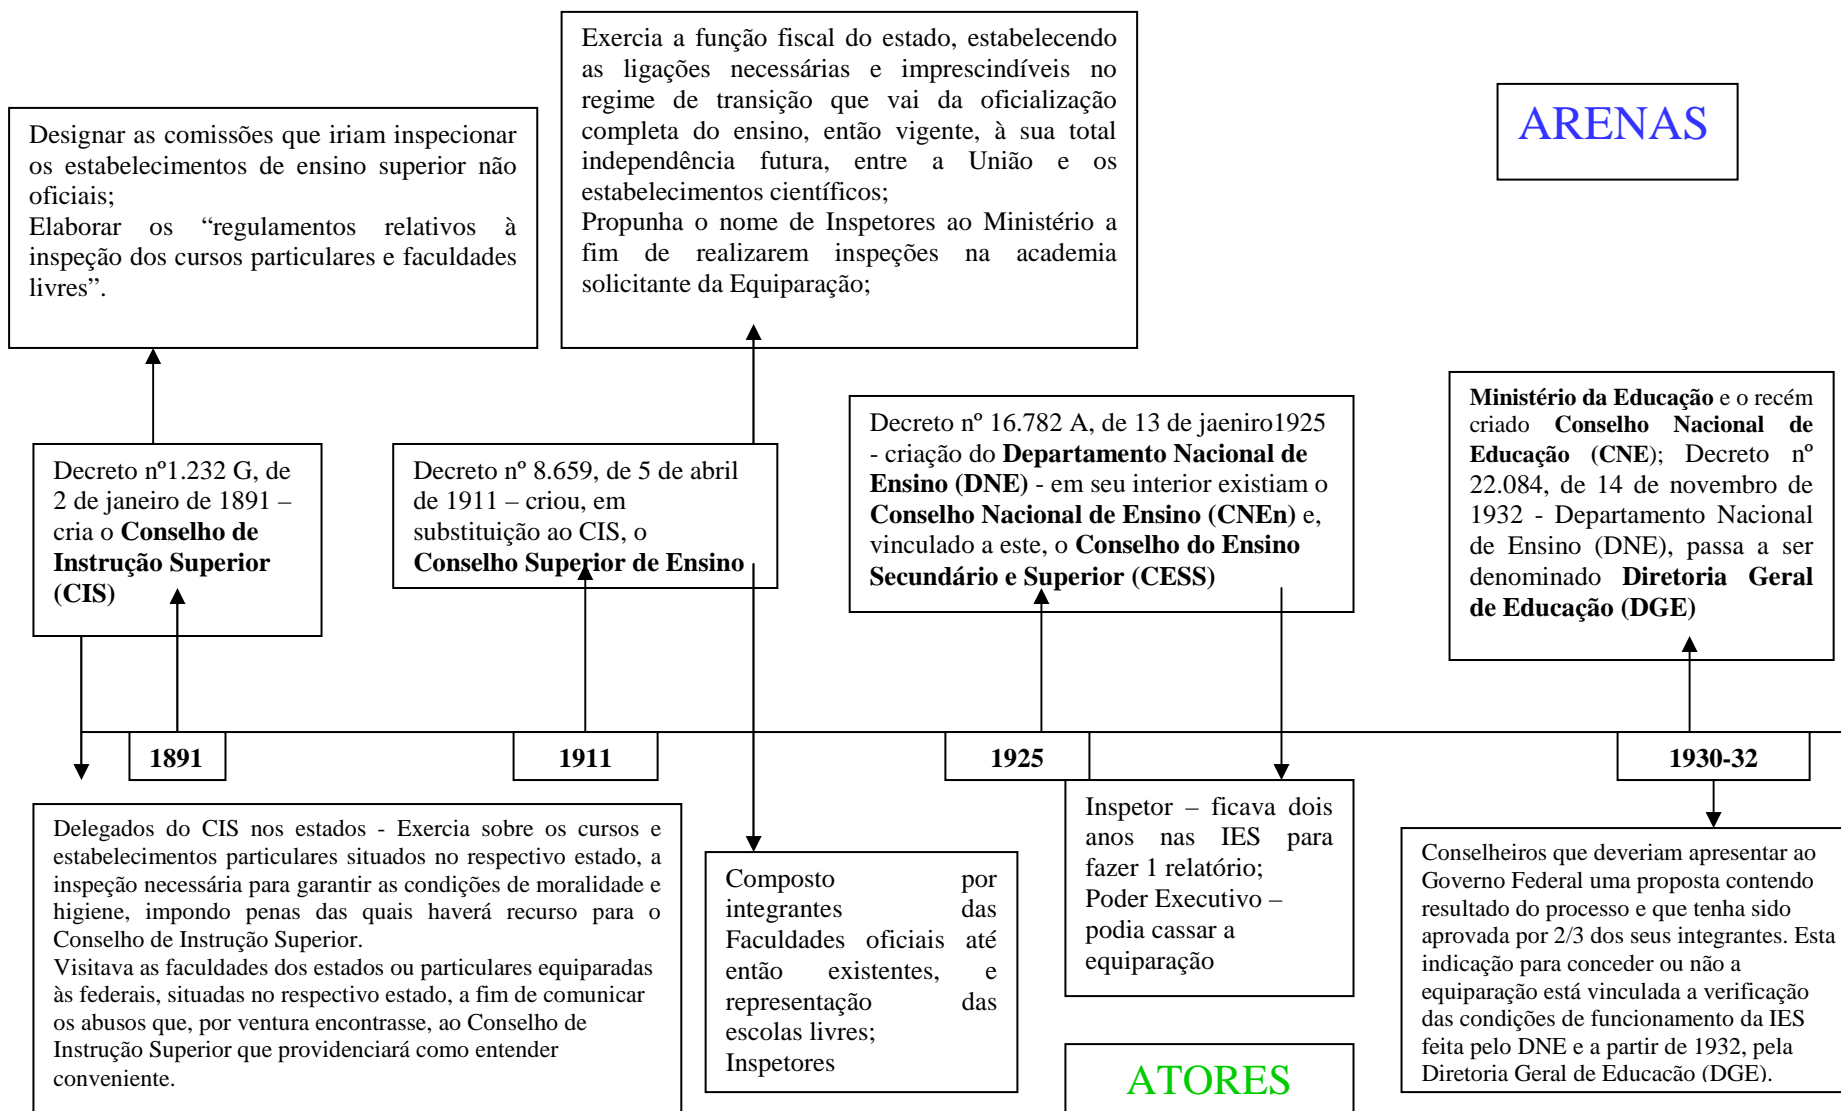 Exercia a função fiscal do estado, estabelecendo
as ligações necessárias e imprescindíveis no
regime de transição que vai da oficialização
completa do ensino, então vigente, à sua total
independência futura, entre a União e os
estabelecimentos científicos;
Propunha o nome de Inspetores ao Ministério a
fim de realizarem inspeções na academia
solicitante da Equiparação;
ARENAS
Designar as comissões que iriam inspecionar
os estabelecimentos de ensino superior não
oficiais;
Elaborar os “regulamentos relativos à
inspeção dos cursos particulares e faculdades
livres”.
Decreto nº1.232 G, de
2 de janeiro de 1891 –
cria o Conselho de
Instrução Superior
(CIS)
Decreto nº 8.659, de 5 de abril
de 1911 – criou, em
substituição ao CIS, o
Conselho Superior de Ensino
Decreto nº 16.782 A, de 13 de jaeniro1925
- criação do Departamento Nacional de
Ensino (DNE) - em seu interior existiam o
Conselho Nacional de Ensino (CNEn) e,
vinculado a este, o Conselho do Ensino
Secundário e Superior (CESS)
Ministério da Educação e o recém
criado Conselho Nacional de
Educação (CNE); Decreto nº
22.084, de 14 de novembro de
1932 - Departamento Nacional
de Ensino (DNE), passa a ser
denominado Diretoria Geral
de Educação (DGE)
1891
1911
1925
1930-32
Delegados do CIS nos estados - Exercia sobre os cursos e
estabelecimentos particulares situados no respectivo estado, a
inspeção necessária para garantir as condições de moralidade e
higiene, impondo penas das quais haverá recurso para o
Conselho de Instrução Superior.
Visitava as faculdades dos estados ou particulares equiparadas
às federais, situadas no respectivo estado, a fim de comunicar
os abusos que, por ventura encontrasse, ao Conselho de
Instrução Superior que providenciará como entender
conveniente.
Composto por
integrantes das
Faculdades oficiais até
então existentes, e
representação das
escolas livres;
Inspetores
Inspetor – ficava dois
anos nas IES para
fazer 1 relatório;
Poder Executivo –
podia cassar a
equiparação
ATORES
Conselheiros que deveriam apresentar ao
Governo Federal uma proposta contendo
resultado do processo e que tenha sido
aprovada por 2/3 dos seus integrantes. Esta
indicação para conceder ou não a
equiparação está vinculada a verificação
das condições de funcionamento da IES
feita pelo DNE e a partir de 1932, pela
Diretoria Geral de Educação (DGE).